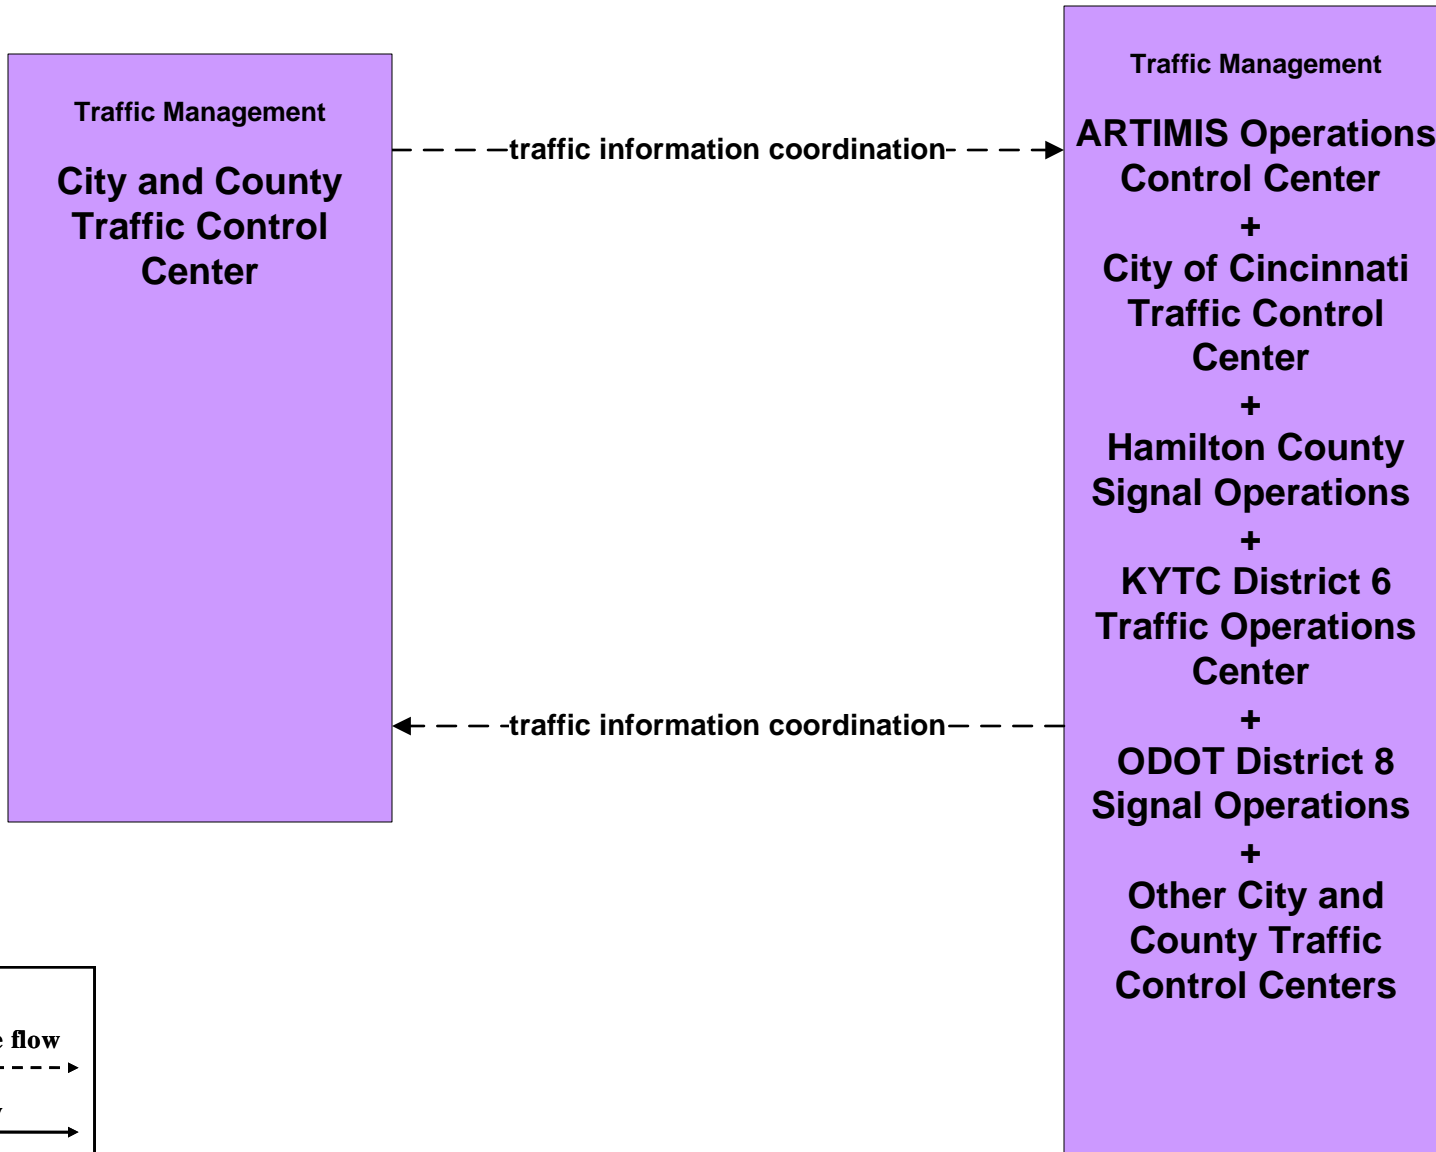 Traffic Management
City and County
Traffic Control
Center
traffic information coordination
traffic information coordination
Traffic Management
ARTIMIS Operations
Control Center
+
City of Cincinnati
Traffic Control
Center
+
Hamilton County
Signal Operations
+
KYTC District 6
Traffic Operations
Center
+
ODOT District 8
Signal Operations
+
Other City and
County Traffic
Control Centers
flow